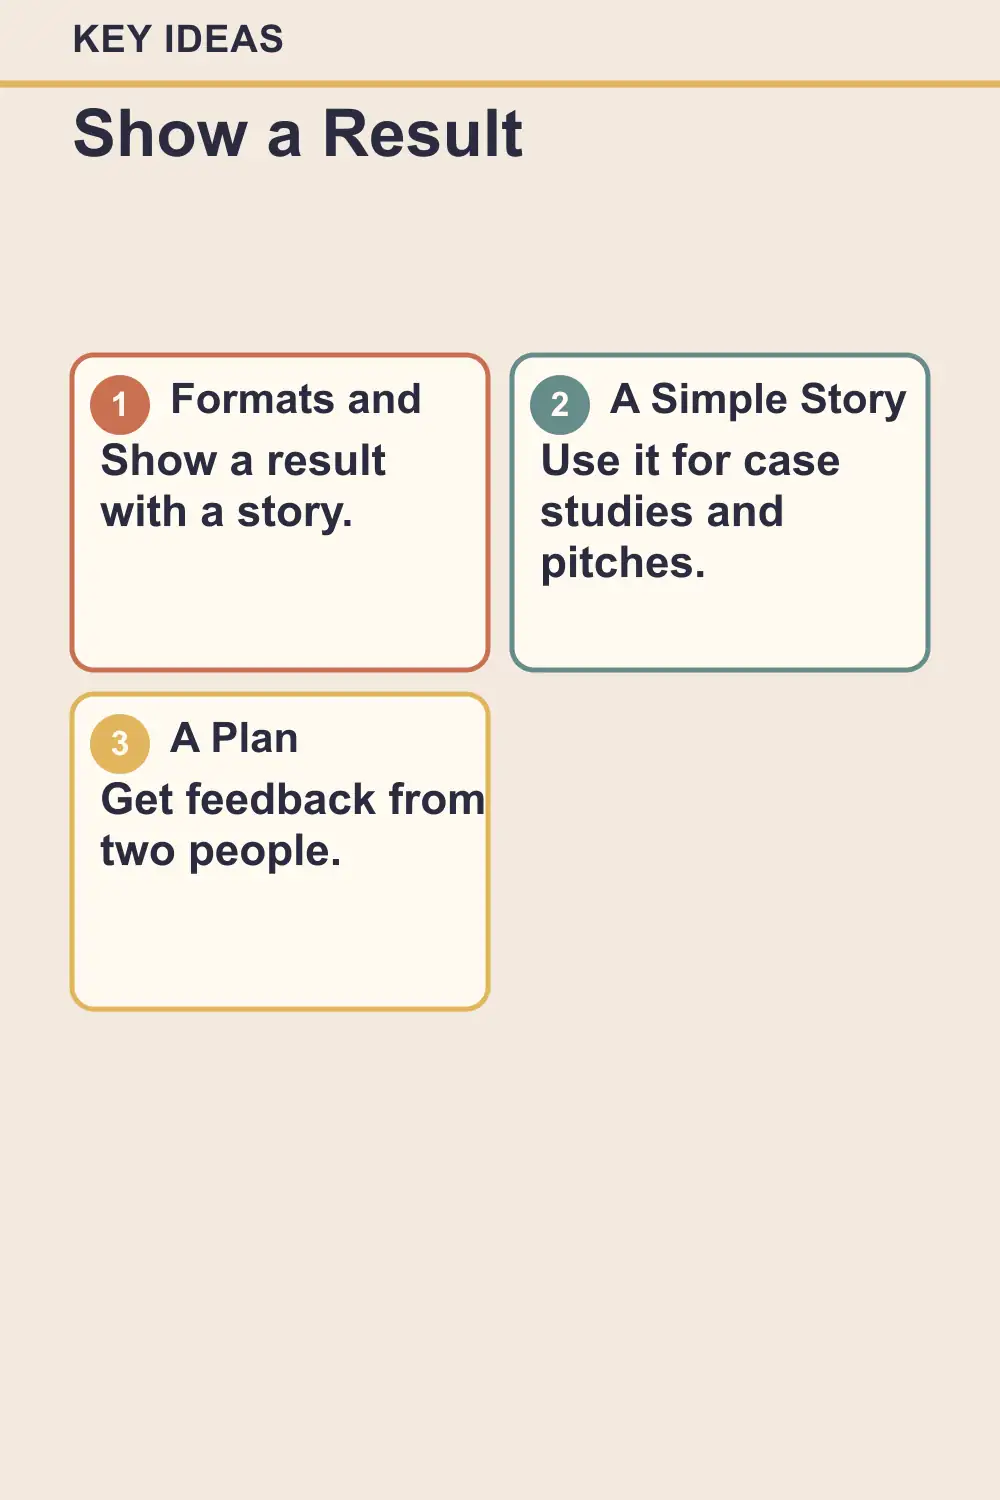 KEY IDEAS
Show a Result
1 Formats and
Show a result
with a story.
2 A Simple Story
Use it for case
studies and
pitches.
3 A Plan
Get feedback from
two people.